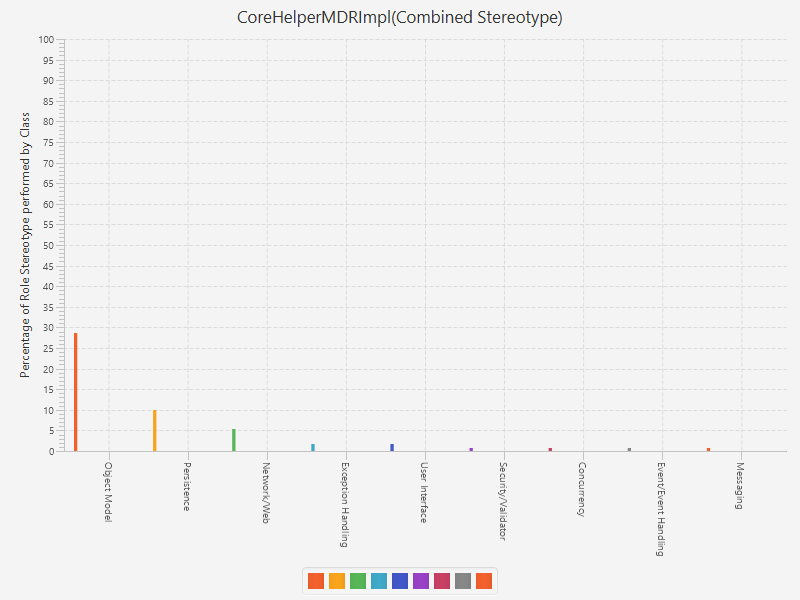 CoreHelperMDRImpl(Combined Stereotype)
Percentage of Role Stereotype performed by Class
100
95
90
85
80
75
70
65
60
55
50
45
40
35
30
25
20
15
10
5
0
Object Model
Persistence
Network/Web
Exception Handling
User Interface
Security/Validator
Concurrency
Event/Event Handling
Messaging